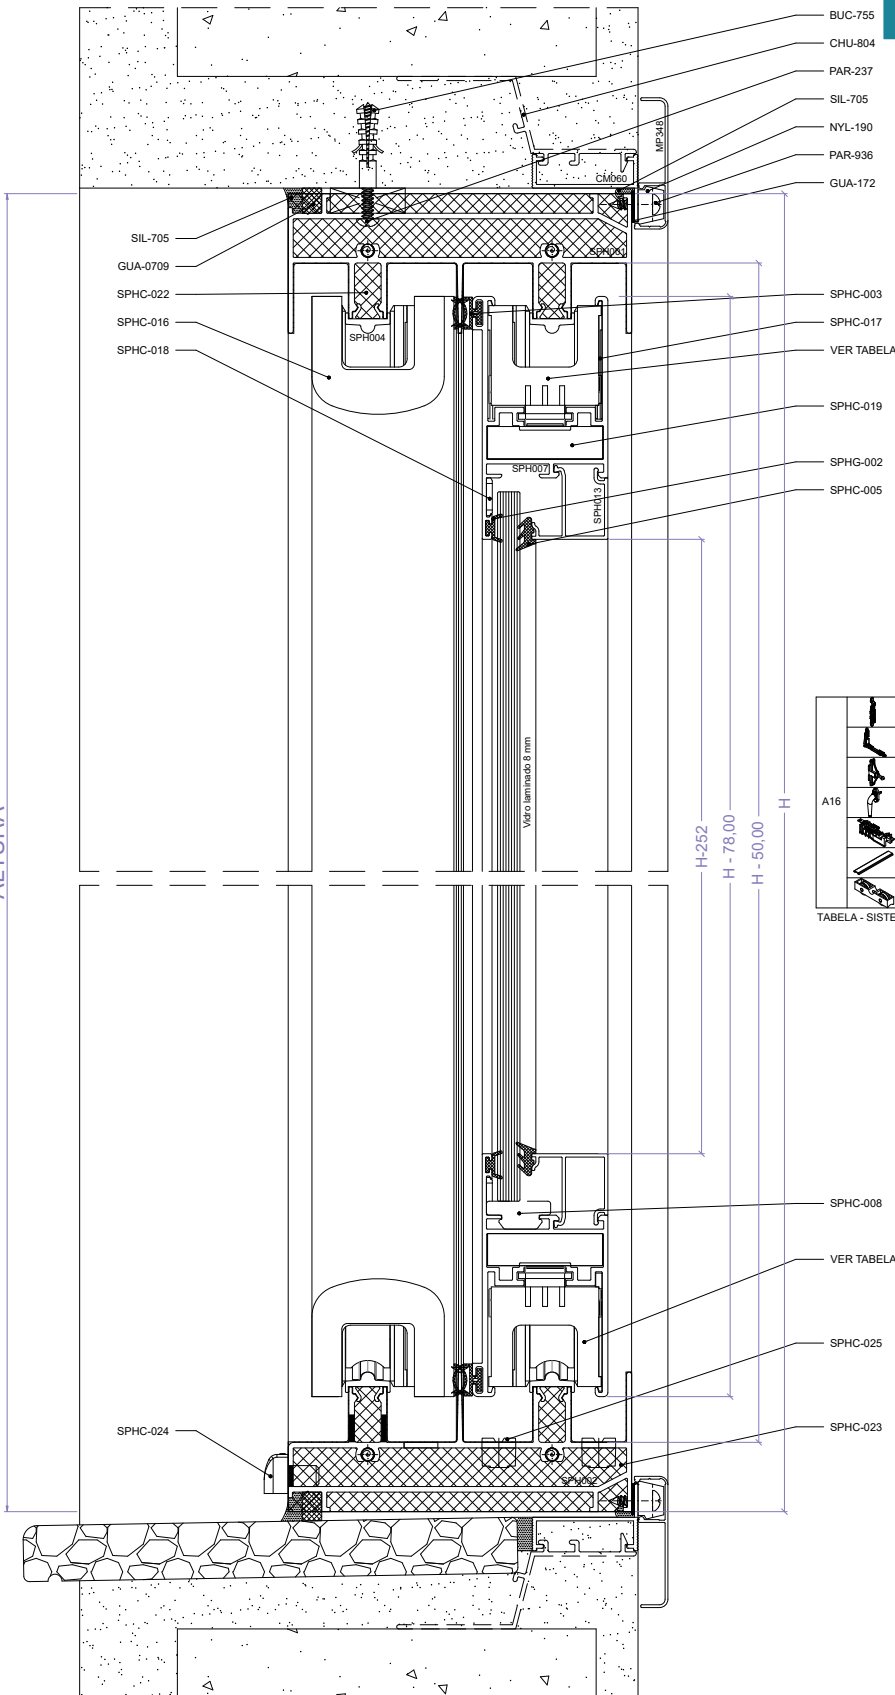 BUC-755
CHU-804
PAR-237
SIL-705
NYL-190
PAR-936
GUA-172
MP348
CM060
SIL-705
GUA-0709
SPHC-022
SPHC-016
SPHC-018
SPH001
SPH004
SPHC-003
SPHC-017
VER TABELA
SPHC-019
SPH007
SPH013
SPHG-002
SPHC-005
Vidro laminado 8 mm
H-252
H - 78,00
H - 50,00
H
ALTURA
A16
TABELA - SISTE
SPHC-008
VER TABELA
SPHC-025
SPHC-024
SPHC-023
SPH002